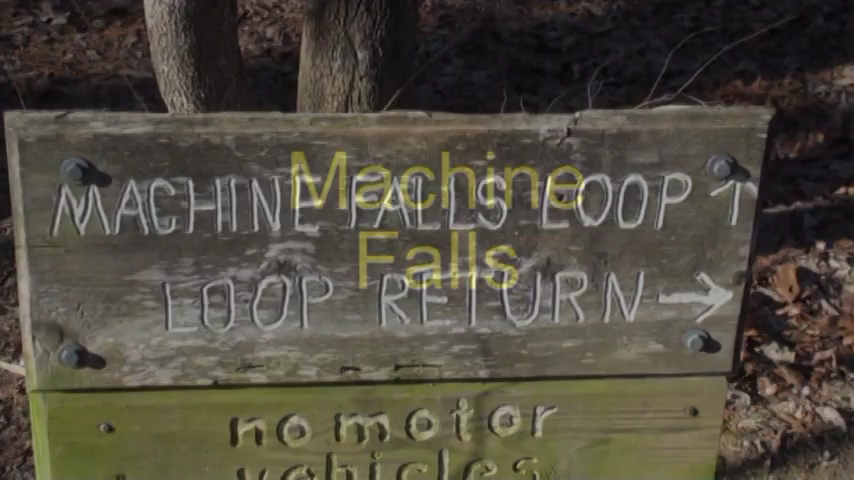 Machine
Falls
MACHINE FALLS LOOP ↑
LOOP RETURN →
no motor
vehicles